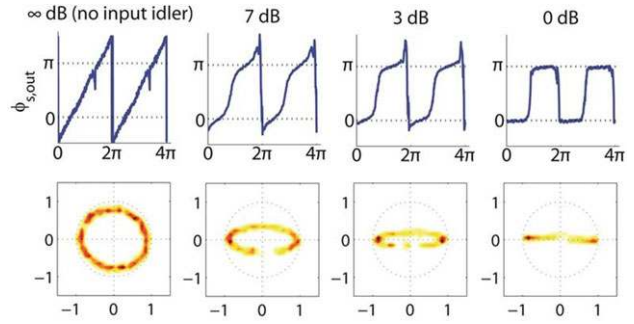 ∞ dB (no input idler) 7 dB 3 dB 0 dB
ϕs,out
π π π π
0 0 0 0
0 2π 4π 0 2π 4π 0 2π 4π 0 2π 4π
1 1 1 1
0 0 0 0
−1 −1 −1 −1
−1 0 1 −1 0 1 −1 0 1 −1 0 1